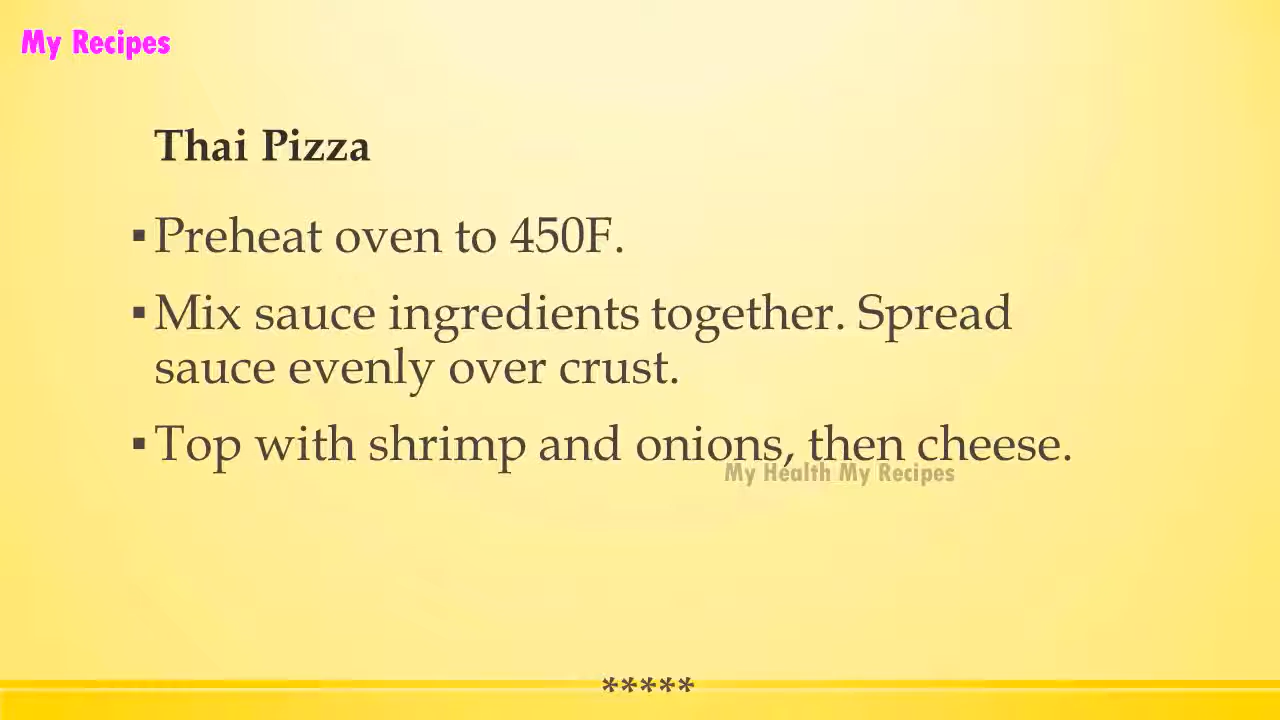 My Recipes
Thai Pizza
▪ Preheat oven to 450F.
▪ Mix sauce ingredients together. Spread
sauce evenly over crust.
▪ Top with shrimp and onions, then cheese.
My Health My Recipes
*****